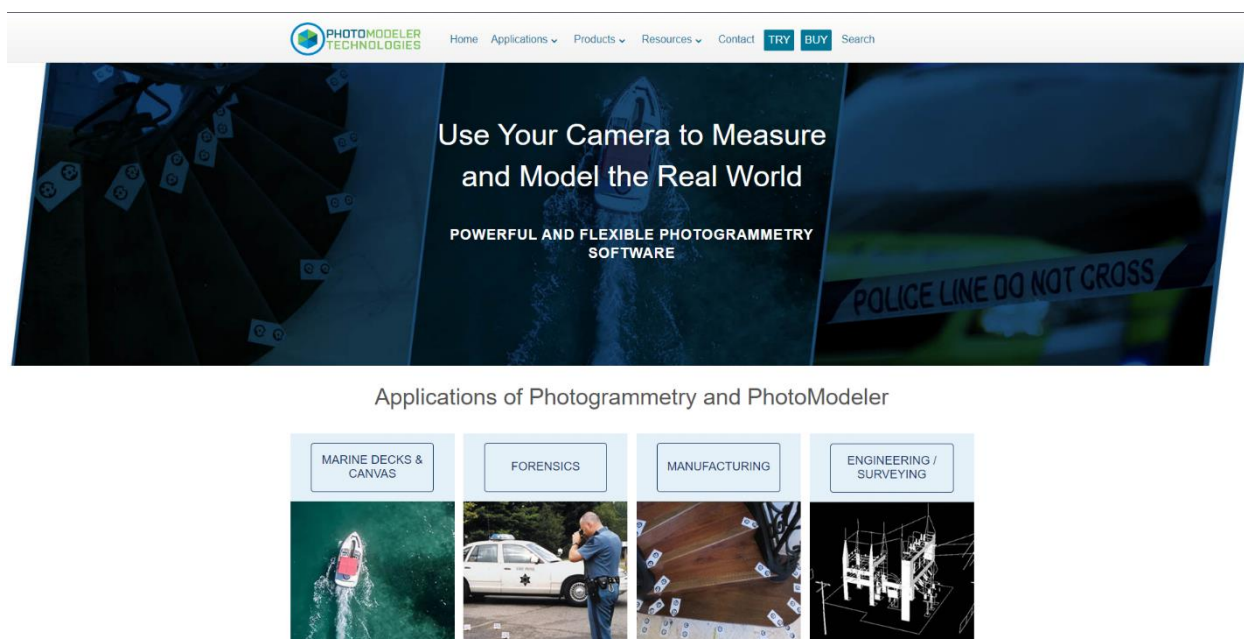 PHOTOMODELER
TECHNOLOGIES
Home Applications Products Resources Contact TRY BUY Search
Use Your Camera to Measure
and Model the Real World
POWERFUL AND FLEXIBLE PHOTOGRAMMETRY
SOFTWARE
POLICE LINE DO NOT CROSS
Applications of Photogrammetry and PhotoModeler
MARINE DECKS &
CANVAS
FORENSICS
MANUFACTURING
ENGINEERING /
SURVEYING